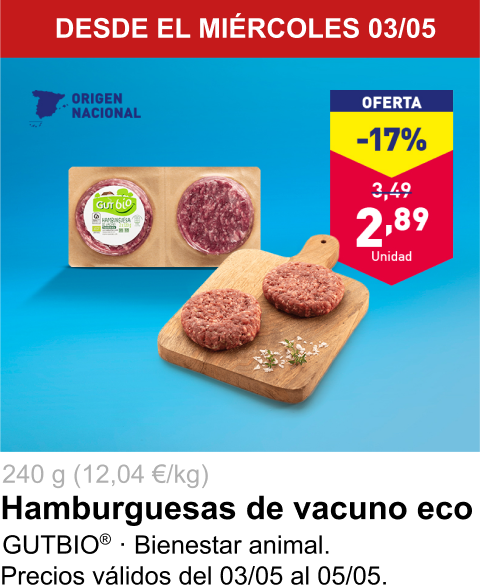 DESDE EL MIÉRCOLES 03/05
ORIGEN
NACIONAL
OFERTA
-17%
3,49
2,89
Unidad
GUTbio
HAMBURGUESA
240 g (12,04 €/kg)
Hamburguesas de vacuno eco
GUTBIO® · Bienestar animal.
Precios válidos del 03/05 al 05/05.